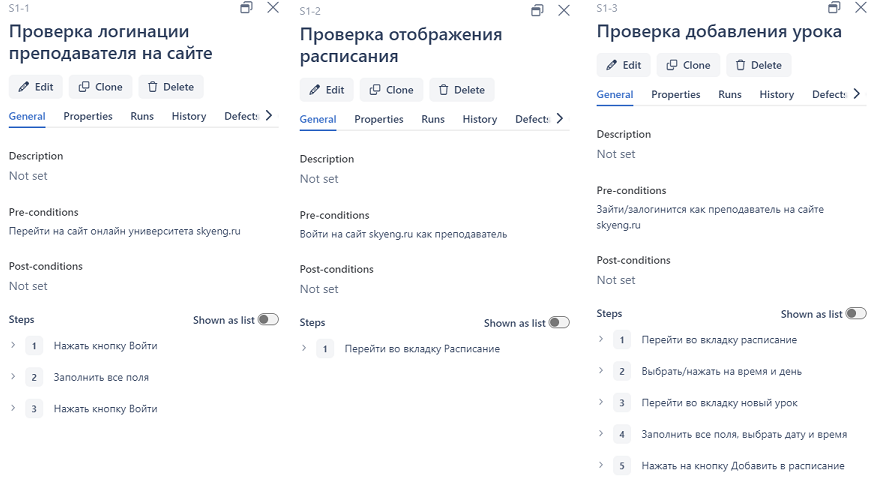 S1-1
Проверка логинации
преподавателя на сайте
Edit
Clone
Delete
General
Properties
Runs
History
Defects
Description
Not set
Pre-conditions
Перейти на сайт онлайн университета skyeng.ru
Post-conditions
Not set
Steps
Shown as list
1 Нажать кнопку Войти
2 Заполнить все поля
3 Нажать кнопку Войти
S1-2
Проверка отображения
расписания
Edit
Clone
Delete
General
Properties
Runs
History
Defects
Description
Not set
Pre-conditions
Войти на сайт skyeng.ru как преподаватель
Post-conditions
Not set
Steps
Shown as list
1 Перейти во вкладку Расписание
S1-3
Проверка добавления урока
Edit
Clone
Delete
General
Properties
Runs
History
Defects
Description
Not set
Pre-conditions
Зайти/залогинится как преподаватель на сайте
skyeng.ru
Post-conditions
Not set
Steps
Shown as list
1 Перейти во вкладку расписание
2 Выбрать/нажать на время и день
3 Перейти во вкладку новый урок
4 Заполнить все поля, выбрать дату и время
5 Нажать на кнопку Добавить в расписание